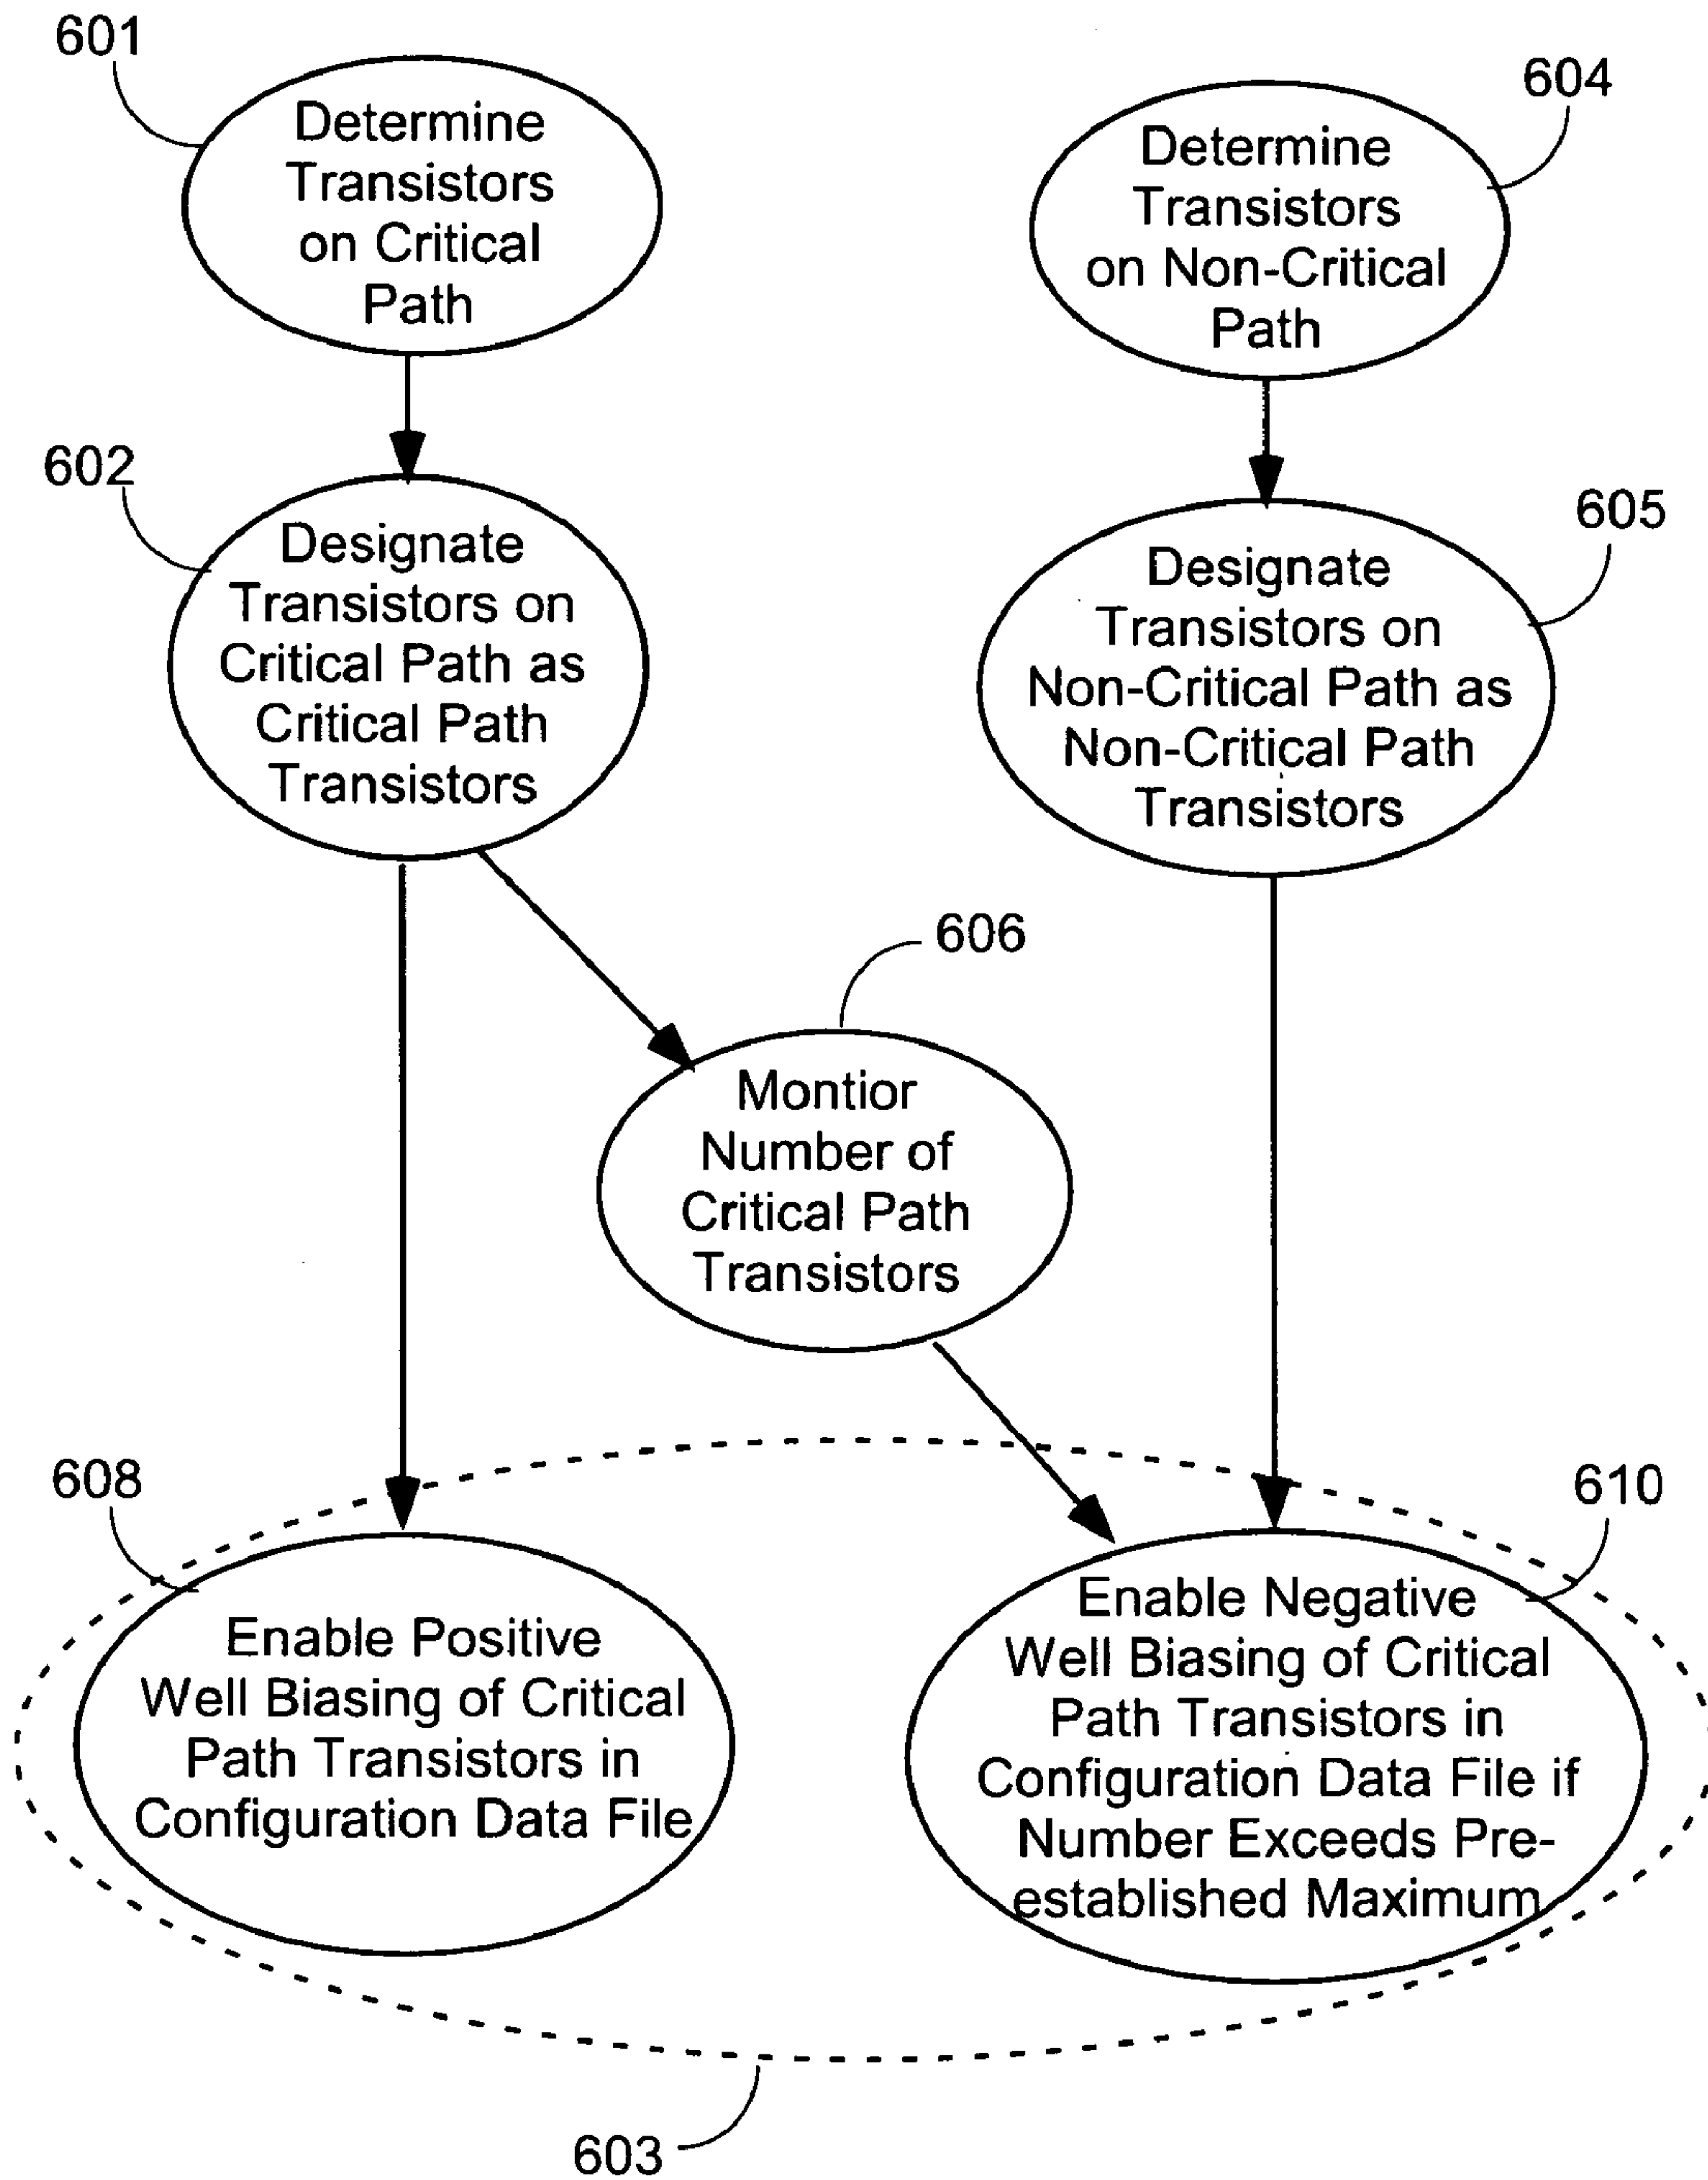 601
Determine
Transistors
on Critical
Path
604
Determine
Transistors
on Non-Critical
Path
602
Designate
Transistors on
Critical Path as
Critical Path
Transistors
605
Designate
Transistors on
Non-Critical Path as
Non-Critical Path
Transistors
606
Montior
Number of
Critical Path
Transistors
608
Enable Positive
Well Biasing of Critical
Path Transistors in
Configuration Data File
610
Enable Negative
Well Biasing of Critical
Path Transistors in
Configuration Data File if
Number Exceeds Pre-
established Maximum
603